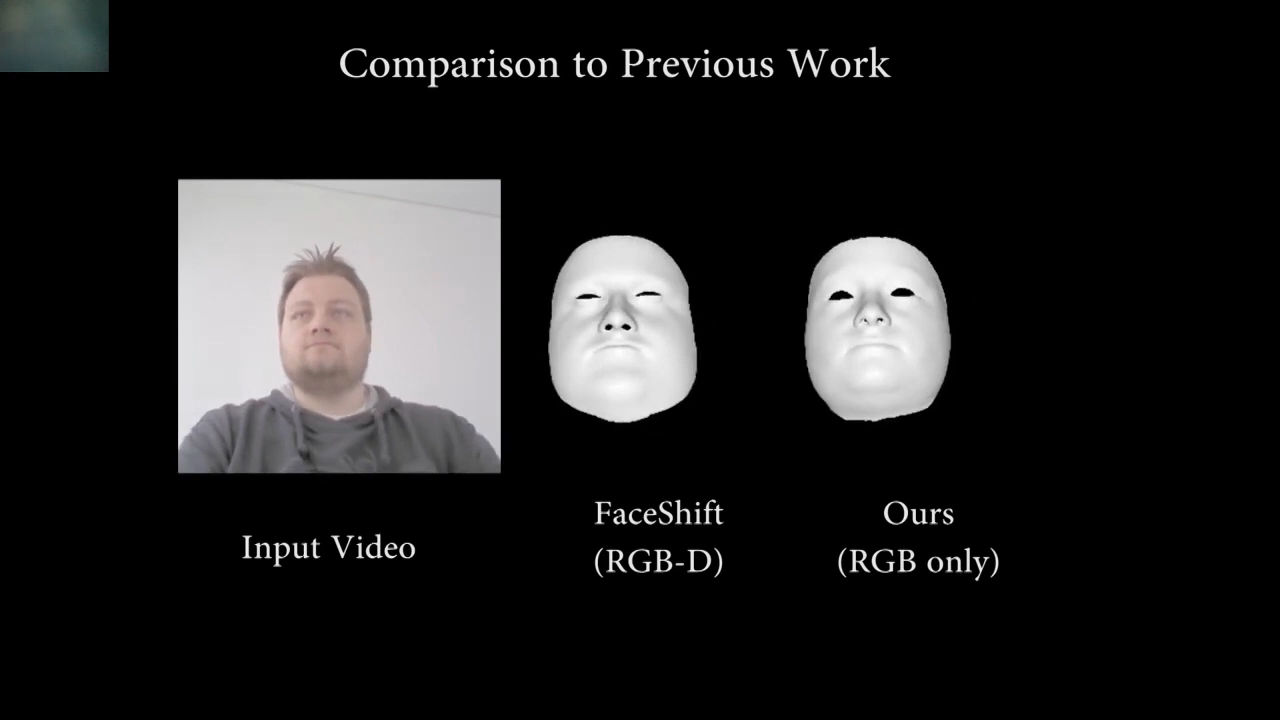 Comparison to Previous Work
Input Video
FaceShift
(RGB-D)
Ours
(RGB only)